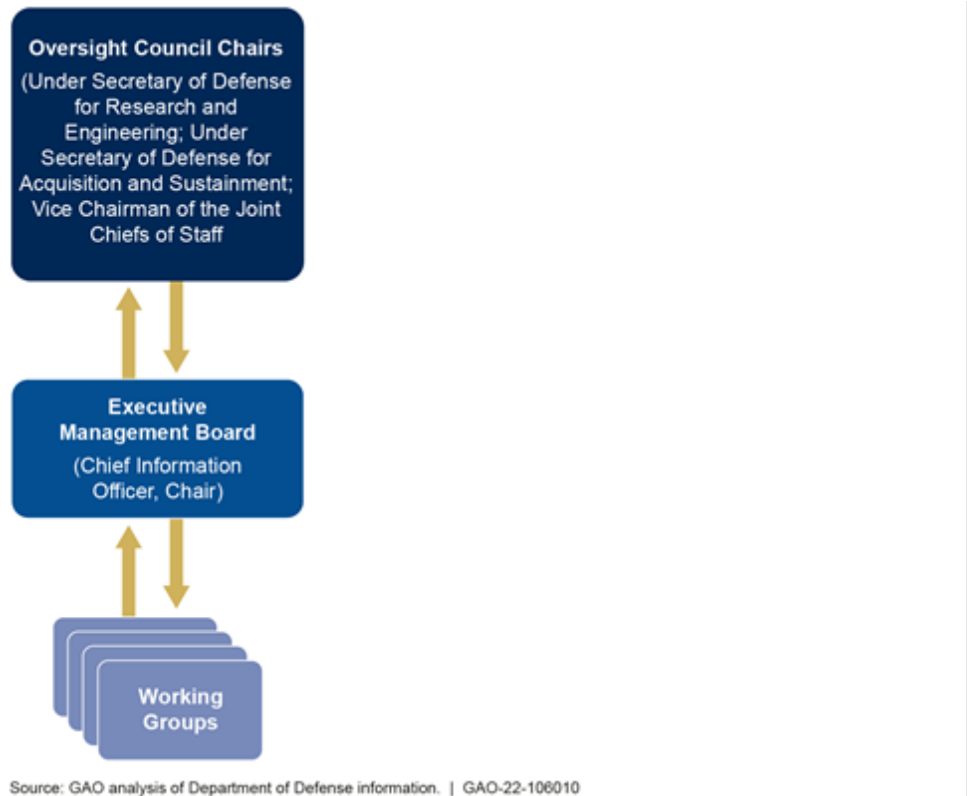 Oversight Council Chairs
(Under Secretary of Defense
for Research and
Engineering; Under
Secretary of Defense for
Acquisition and Sustainment;
Vice Chairman of the Joint
Chiefs of Staff
Executive
Management Board
(Chief Information
Officer, Chair)
Working
Groups
Source: GAO analysis of Department of Defense information. | GAO-22-106010